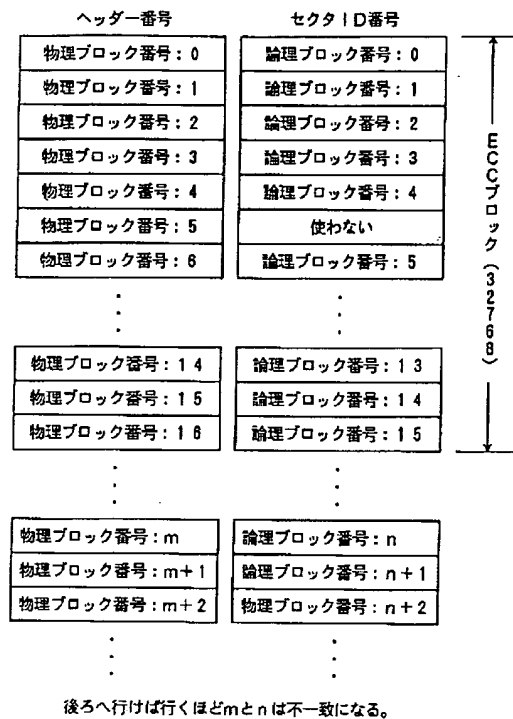 ヘッダー番号
セクタID番号
物理ブロック番号:0
論理ブロック番号:0
物理ブロック番号:1
論理ブロック番号:1
物理ブロック番号:2
論理ブロック番号:2
物理ブロック番号:3
論理ブロック番号:3
物理ブロック番号:4
論理ブロック番号:4
物理ブロック番号:5
使わない
物理ブロック番号:6
論理ブロック番号:5
ECCブロック(32768)
物理ブロック番号:14
論理ブロック番号:13
物理ブロック番号:15
論理ブロック番号:14
物理ブロック番号:16
論理ブロック番号:15
物理ブロック番号:m
論理ブロック番号:n
物理ブロック番号:m+1
論理ブロック番号:n+1
物理ブロック番号:m+2
物理ブロック番号:n+2
後ろへ行けば行くほどmとnは不一致になる。